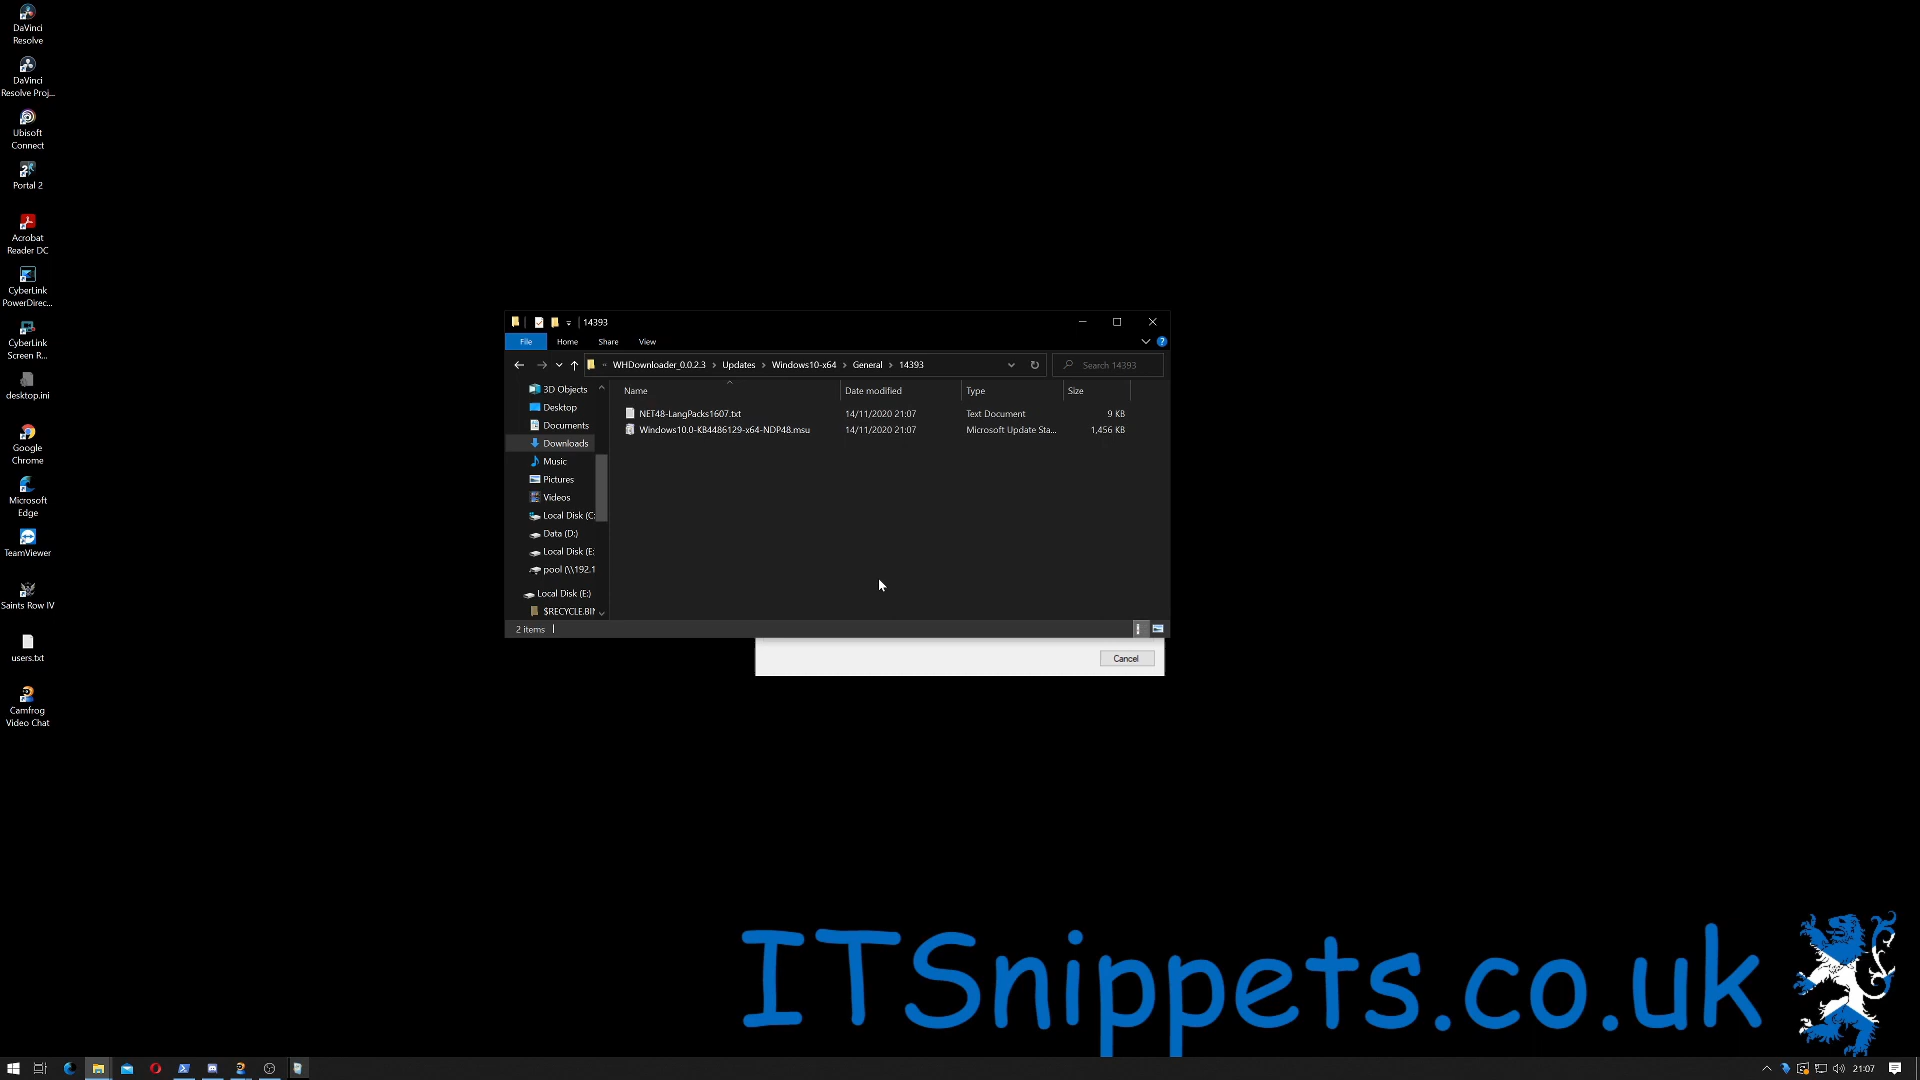 DaVinci
Resolve
DaVinci
Resolve Proj...
Ubisoft
Connect
Portal 2
Acrobat
Reader DC
CyberLink
PowerDirec...
CyberLink
Screen R...
desktop.ini
Google
Chrome
Microsoft
Edge
TeamViewer
Saints Row IV
users.txt
Camfrog
Video Chat
14393
File Home Share View
WHDownloader_0.0.2.3 Updates Windows10-x64 General 14393
Search 14393
Name Date modified Type Size
NET48-LangPacks1607.txt 14/11/2020 21:07 Text Document 9 KB
Windows10.0-KB4486129-x64-NDP48.msu 14/11/2020 21:07 Microsoft Update Sta... 1,456 KB
3D Objects
Desktop
Documents
Downloads
Music
Pictures
Videos
Local Disk (C:
Data (D:)
Local Disk (E:
pool (\\192.1
Local Disk (E:)
$RECYCLE.BIN
2 items
Cancel
ITSnippets.co.uk
21:07